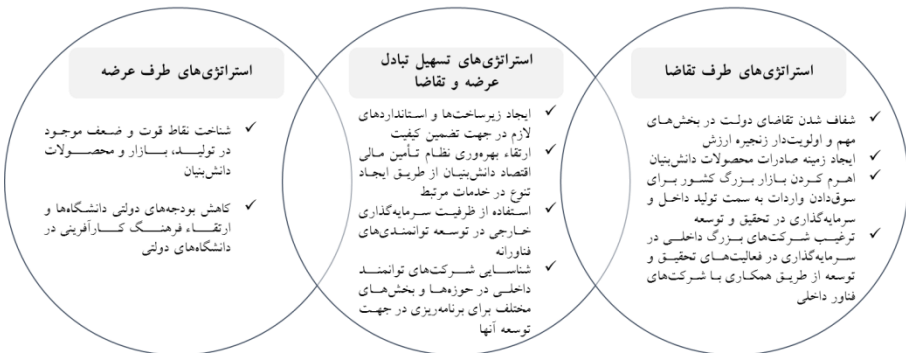 استراتژی‌های طرف تقاضا
شفاف شدن تقاضای دولت در بخش‌های
مهم و اولویت‌دار زنجیره ارزش
ایجاد زمینه صادرات محصولات دانش‌بنیان
اهرم کردن بازار بزرگ کشور برای
سوق‌دادن واردات به سمت تولید داخل و
سرمایه‌گذاری در تحقیق و توسعه
ترغیب شرکت‌های بزرگ داخلی در
سرمایه‌گذاری در فعالیت‌های تحقیق و
توسعه از طریق همکاری با شرکت‌های
فناور داخلی
استراتژی‌های تسهیل تبادل
عرضه و تقاضا
ایجاد زیرساخت‌ها و استانداردهای
لازم در جهت تضمین کیفیت
ارتقاء بهره‌وری نظام تأمین مالی
اقتصاد دانش‌بنیان از طریق ایجاد
تنوع در خدمات مرتبط
استفاده از ظرفیت سرمایه‌گذاری
خارجی در توسعه توانمندی‌های
فناورانه
شناسایی شرکت‌های توانمند
داخلی در حوزه‌ها و بخش‌های
مختلف برای برنامه‌ریزی در جهت
توسعه آنها
استراتژی‌های طرف عرضه
شناخت نقاط قوت و ضعف موجود
در تولید، بازار و محصولات
دانش‌بنیان
کاهش بودجه‌های دولتی دانشگاه‌ها و
ارتقاء فرهنگ کارآفرینی در
دانشگاه‌های دولتی